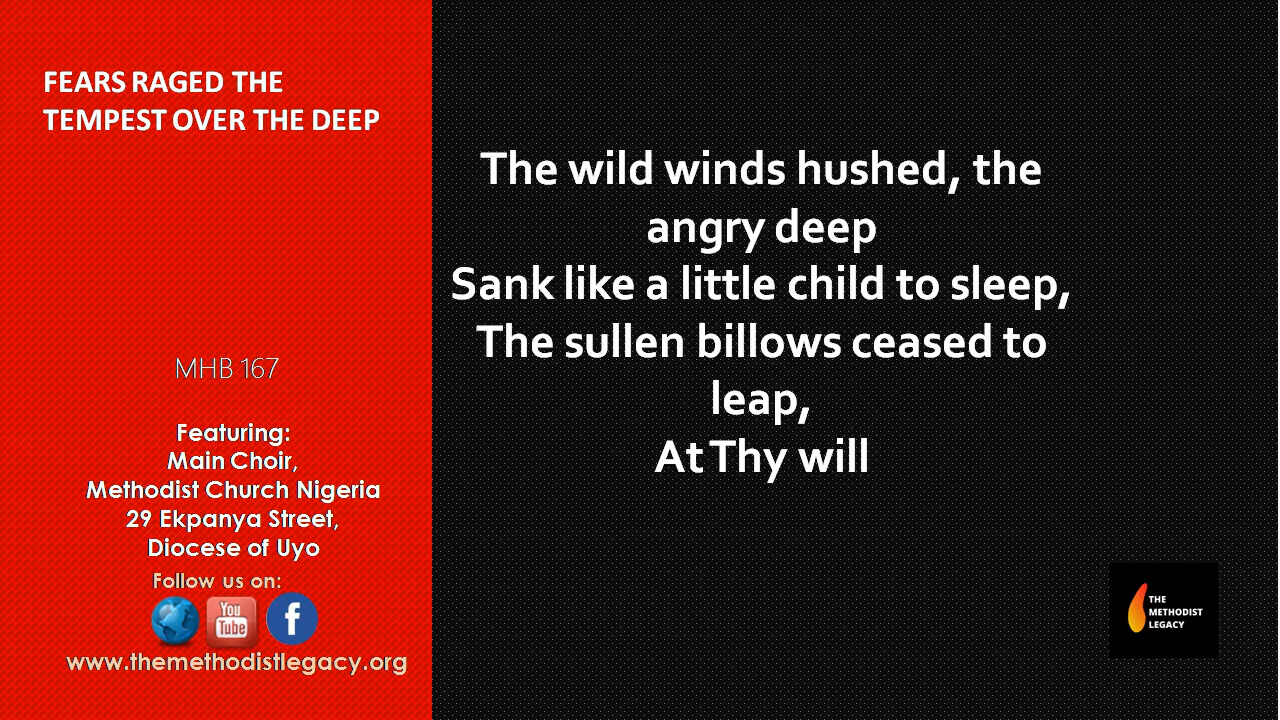 FEARS RAGED THE
TEMPEST OVER THE DEEP
MHB 167
Featuring:
Main Choir,
Methodist Church Nigeria
29 Ekpanya Street,
Diocese of Uyo
Follow us on:
You
Tube
f
www.themethodistlegacy.org
The wild winds hushed, the
angry deep
Sank like a little child to sleep,
The sullen billows ceased to
leap,
At Thy will
THE
METHODIST
LEGACY